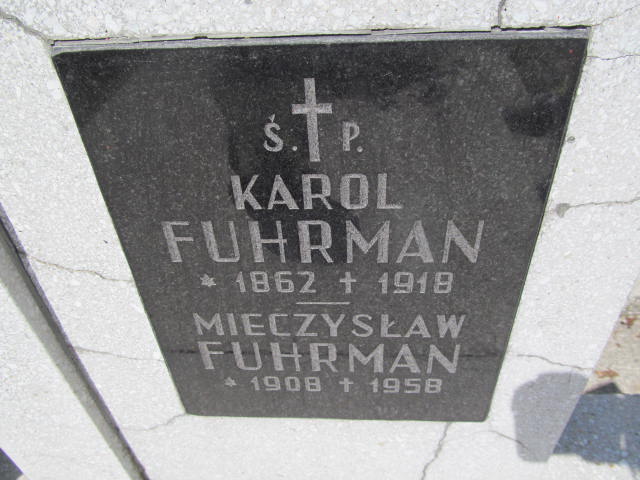 Ś. P.
KAROL
FUHRMAN
* 1862 † 1918
MIECZYSŁAW
FUHRMAN
* 1908 † 1958